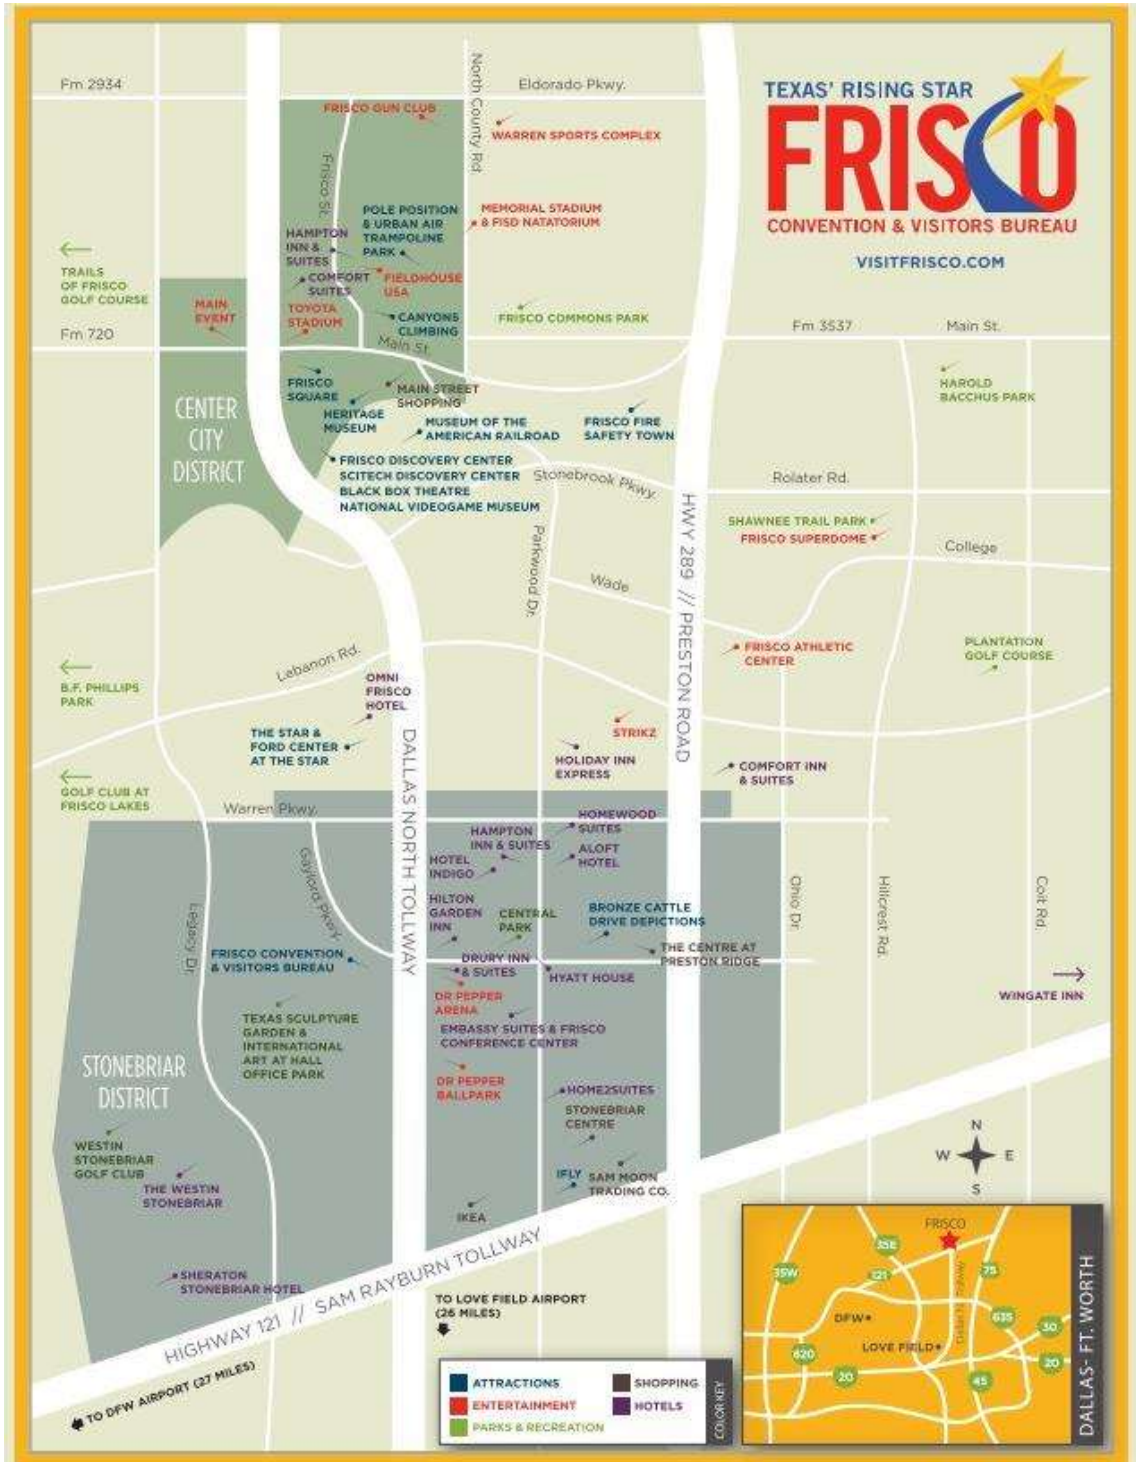 TEXAS' RISING STAR
FRISCO
CONVENTION & VISITORS BUREAU
VISITFRISCO.COM
Fm 2934
Eldorado Pkwy.
North County Rd
FRISCO GUN CLUB
WARREN SPORTS COMPLEX
Frisco St.
POLE POSITION
& URBAN AIR
TRAMPOLINE
PARK
MEMORIAL STADIUM
& FISD NATATORIUM
HAMPTON
INN &
SUITES
COMFORT
SUITES
FIELDHOUSE
USA
TRAILS
OF FRISCO
GOLF COURSE
MAIN
EVENT
TOYOTA
STADIUM
CANYONS
CLIMBING
FRISCO COMMONS PARK
Fm 720
Main St.
Fm 3537
Main St.
FRISCO
SQUARE
MAIN STREET
SHOPPING
HAROLD
BACCHUS PARK
CENTER
CITY
DISTRICT
HERITAGE
MUSEUM
MUSEUM OF THE
AMERICAN RAILROAD
FRISCO FIRE
SAFETY TOWN
FRISCO DISCOVERY CENTER
SCITECH DISCOVERY CENTER
BLACK BOX THEATRE
NATIONAL VIDEOGAME MUSEUM
Stonebrook Pkwy.
Rolater Rd.
SHAWNEE TRAIL PARK
FRISCO SUPERDOME
College
Parkwood Dr.
Wade
HWY 289 // PRESTON ROAD
FRISCO ATHLETIC
CENTER
PLANTATION
GOLF COURSE
Lebanon Rd.
B.F. PHILLIPS
PARK
OMNI
FRISCO
HOTEL
THE STAR &
FORD CENTER
AT THE STAR
STRIKZ
HOLIDAY INN
EXPRESS
COMFORT INN
& SUITES
DALLAS NORTH TOLLWAY
GOLF CLUB AT
FRISCO LAKES
Warren Pkwy.
HOMEWOOD
SUITES
HAMPTON
INN & SUITES
ALOFT
HOTEL
HOTEL
INDIGO
Gaylord Pkwy.
Legacy Dr.
Ohio Dr.
Hillcrest Rd.
Coit Rd.
HILTON
GARDEN
INN
CENTRAL
PARK
BRONZE CATTLE
DRIVE DEPICTIONS
FRISCO CONVENTION
& VISITORS BUREAU
DRURY INN
& SUITES
THE CENTRE AT
PRESTON RIDGE
HYATT HOUSE
WINGATE INN
DR PEPPER
ARENA
TEXAS SCULPTURE
GARDEN &
INTERNATIONAL
ART AT HALL
OFFICE PARK
EMBASSY SUITES & FRISCO
CONFERENCE CENTER
STONEBRIAR
DISTRICT
DR PEPPER
BALLPARK
HOME2SUITES
STONEBRIAR
CENTRE
WESTIN
STONEBRIAR
GOLF CLUB
THE WESTIN
STONEBRIAR
IFLY
SAM MOON
TRADING CO.
IKEA
N
W E
S
SHERATON
STONEBRIAR HOTEL
HIGHWAY 121 // SAM RAYBURN TOLLWAY
TO LOVE FIELD AIRPORT
(26 MILES)
TO DFW AIRPORT (27 MILES)
ATTRACTIONS
ENTERTAINMENT
PARKS & RECREATION
SHOPPING
HOTELS
COLOR KEY
FRISCO
35E
35W
121
75
Dallas N. Tollway
DFW
635
LOVE FIELD
30
820
20
20
45
DALLAS- FT. WORTH